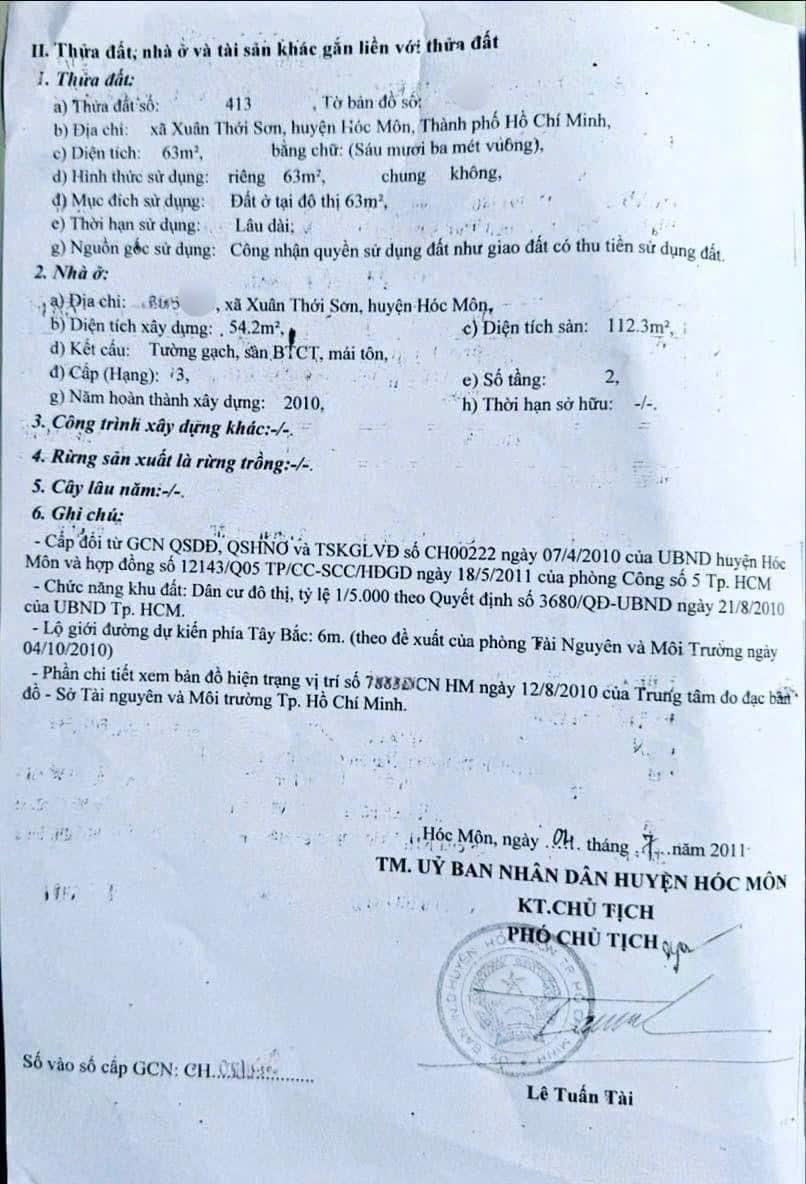 II. Thửa đất, nhà ở và tài sản khác gắn liền với thửa đất
1. Thửa đất:
a) Thửa đất số: 413 , Tờ bản đồ số:
b) Địa chỉ: xã Xuân Thới Sơn, huyện Hóc Môn, Thành phố Hồ Chí Minh,
c) Diện tích: 63m², bằng chữ: (Sáu mươi ba mét vuông),
d) Hình thức sử dụng: riêng 63m², chung không,
đ) Mục đích sử dụng: Đất ở tại đô thị 63m²,
e) Thời hạn sử dụng: Lâu dài;
g) Nguồn gốc sử dụng: Công nhận quyền sử dụng đất như giao đất có thu tiền sử dụng đất.
2. Nhà ở:
a) Địa chỉ: , xã Xuân Thới Sơn, huyện Hóc Môn,
b) Diện tích xây dựng: 54.2m², c) Diện tích sàn: 112.3m²,
d) Kết cấu: Tường gạch, sàn BTCT, mái tôn,
đ) Cấp (Hạng): 3, e) Số tầng: 2,
g) Năm hoàn thành xây dựng: 2010, h) Thời hạn sở hữu: -/-.
3. Công trình xây dựng khác:-/-.
4. Rừng sản xuất là rừng trồng:-/-.
5. Cây lâu năm:-/-.
6. Ghi chú:
- Cấp đổi từ GCN QSDĐ, QSHNO và TSKGLVĐ số CH00222 ngày 07/4/2010 của UBND huyện Hóc
Môn và hợp đồng số 12143/Q05 TP/CC-SCC/HĐGD ngày 18/5/2011 của phòng Công số 5 Tp. HCM
- Chức năng khu đất: Dân cư đô thị, tỷ lệ 1/5.000 theo Quyết định số 3680/QĐ-UBND ngày 21/8/2010
của UBND Tp. HCM.
- Lộ giới đường dự kiến phía Tây Bắc: 6m. (theo đề xuất của phòng Tài Nguyên và Môi Trường ngày
04/10/2010)
- Phần chi tiết xem bản đồ hiện trạng vị trí số HM ngày 12/8/2010 của Trung tâm đo đạc bản
đồ - Sở Tài nguyên và Môi trường Tp. Hồ Chí Minh.
Hóc Môn, ngày 04 tháng 7 năm 2011
TM. UỶ BAN NHÂN DÂN HUYỆN HÓC MÔN
KT.CHỦ TỊCH
PHÓ CHỦ TỊCH
Số vào sổ cấp GCN: CH
Lê Tuấn Tài